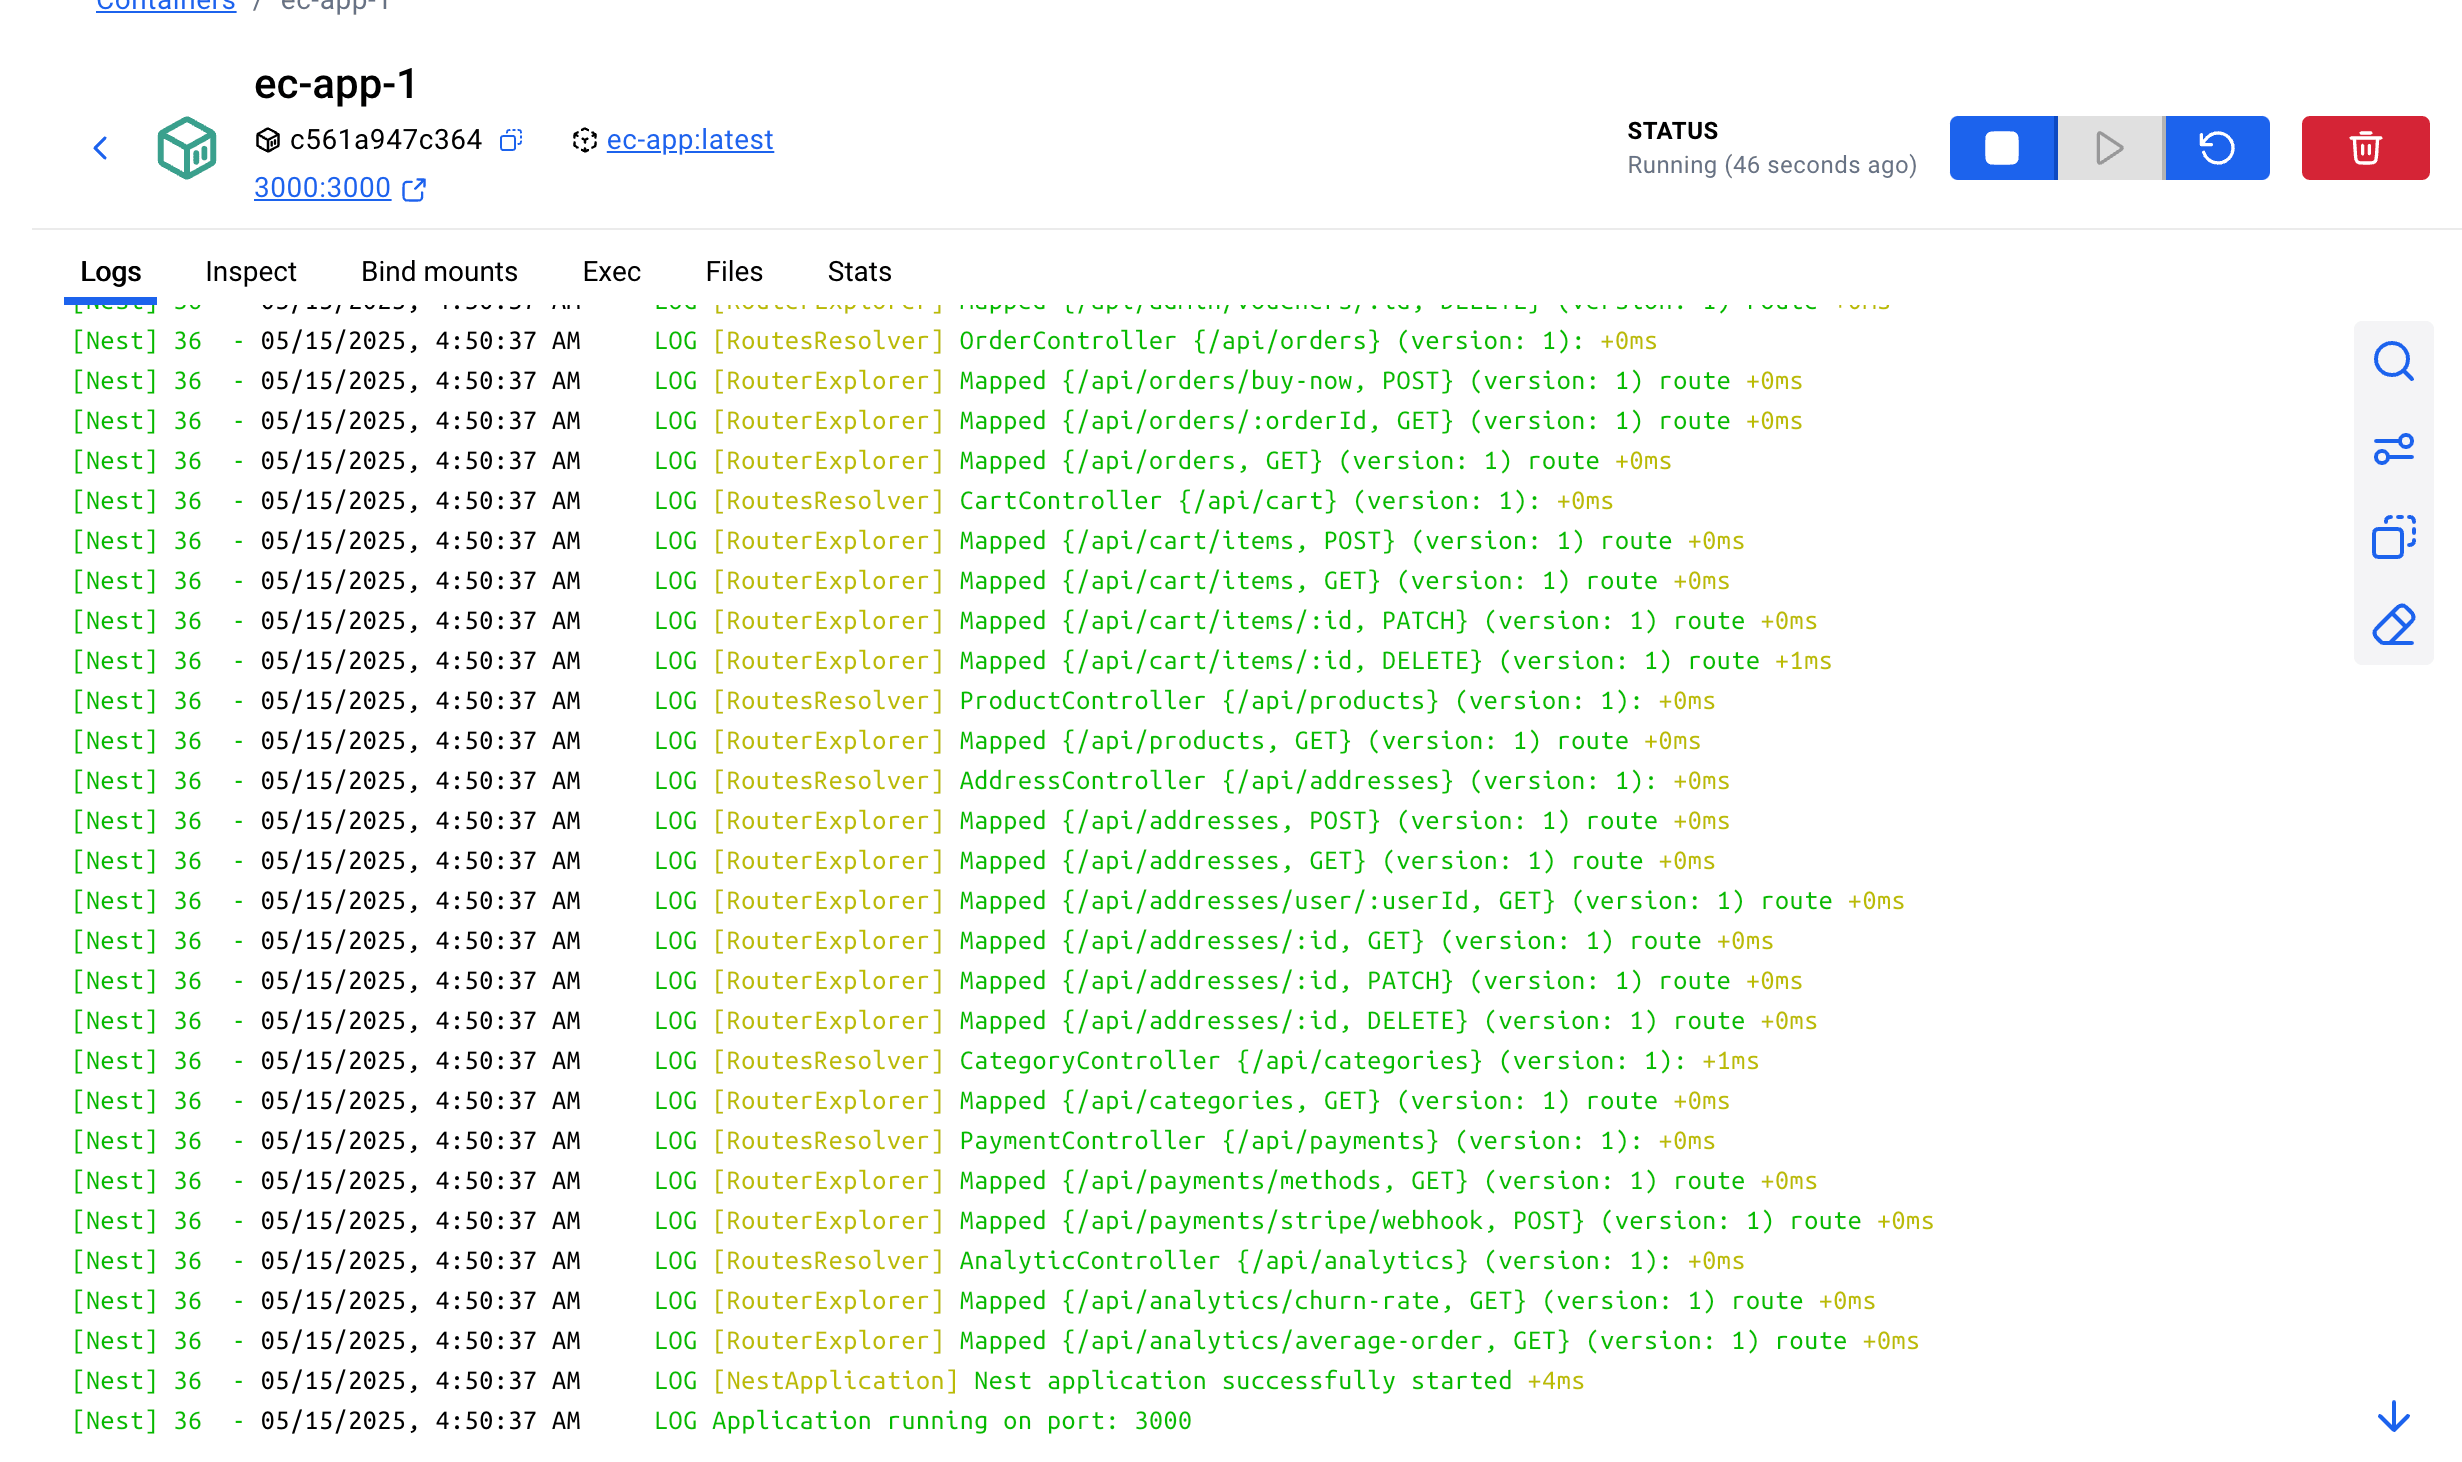 Containers / ec-app-1
ec-app-1
c561a947c364 ec-app:latest
3000:3000
STATUS
Running (46 seconds ago)
Logs Inspect Bind mounts Exec Files Stats
[Nest] 36 - 05/15/2025, 4:50:37 AM LOG [RouterExplorer] Mapped {/api/admin/vouchers/:id, DELETE} (version: 1) route +0ms
[Nest] 36 - 05/15/2025, 4:50:37 AM LOG [RoutesResolver] OrderController {/api/orders} (version: 1): +0ms
[Nest] 36 - 05/15/2025, 4:50:37 AM LOG [RouterExplorer] Mapped {/api/orders/buy-now, POST} (version: 1) route +0ms
[Nest] 36 - 05/15/2025, 4:50:37 AM LOG [RouterExplorer] Mapped {/api/orders/:orderId, GET} (version: 1) route +0ms
[Nest] 36 - 05/15/2025, 4:50:37 AM LOG [RouterExplorer] Mapped {/api/orders, GET} (version: 1) route +0ms
[Nest] 36 - 05/15/2025, 4:50:37 AM LOG [RoutesResolver] CartController {/api/cart} (version: 1): +0ms
[Nest] 36 - 05/15/2025, 4:50:37 AM LOG [RouterExplorer] Mapped {/api/cart/items, POST} (version: 1) route +0ms
[Nest] 36 - 05/15/2025, 4:50:37 AM LOG [RouterExplorer] Mapped {/api/cart/items, GET} (version: 1) route +0ms
[Nest] 36 - 05/15/2025, 4:50:37 AM LOG [RouterExplorer] Mapped {/api/cart/items/:id, PATCH} (version: 1) route +0ms
[Nest] 36 - 05/15/2025, 4:50:37 AM LOG [RouterExplorer] Mapped {/api/cart/items/:id, DELETE} (version: 1) route +1ms
[Nest] 36 - 05/15/2025, 4:50:37 AM LOG [RoutesResolver] ProductController {/api/products} (version: 1): +0ms
[Nest] 36 - 05/15/2025, 4:50:37 AM LOG [RouterExplorer] Mapped {/api/products, GET} (version: 1) route +0ms
[Nest] 36 - 05/15/2025, 4:50:37 AM LOG [RoutesResolver] AddressController {/api/addresses} (version: 1): +0ms
[Nest] 36 - 05/15/2025, 4:50:37 AM LOG [RouterExplorer] Mapped {/api/addresses, POST} (version: 1) route +0ms
[Nest] 36 - 05/15/2025, 4:50:37 AM LOG [RouterExplorer] Mapped {/api/addresses, GET} (version: 1) route +0ms
[Nest] 36 - 05/15/2025, 4:50:37 AM LOG [RouterExplorer] Mapped {/api/addresses/user/:userId, GET} (version: 1) route +0ms
[Nest] 36 - 05/15/2025, 4:50:37 AM LOG [RouterExplorer] Mapped {/api/addresses/:id, GET} (version: 1) route +0ms
[Nest] 36 - 05/15/2025, 4:50:37 AM LOG [RouterExplorer] Mapped {/api/addresses/:id, PATCH} (version: 1) route +0ms
[Nest] 36 - 05/15/2025, 4:50:37 AM LOG [RouterExplorer] Mapped {/api/addresses/:id, DELETE} (version: 1) route +0ms
[Nest] 36 - 05/15/2025, 4:50:37 AM LOG [RoutesResolver] CategoryController {/api/categories} (version: 1): +1ms
[Nest] 36 - 05/15/2025, 4:50:37 AM LOG [RouterExplorer] Mapped {/api/categories, GET} (version: 1) route +0ms
[Nest] 36 - 05/15/2025, 4:50:37 AM LOG [RoutesResolver] PaymentController {/api/payments} (version: 1): +0ms
[Nest] 36 - 05/15/2025, 4:50:37 AM LOG [RouterExplorer] Mapped {/api/payments/methods, GET} (version: 1) route +0ms
[Nest] 36 - 05/15/2025, 4:50:37 AM LOG [RouterExplorer] Mapped {/api/payments/stripe/webhook, POST} (version: 1) route +0ms
[Nest] 36 - 05/15/2025, 4:50:37 AM LOG [RoutesResolver] AnalyticController {/api/analytics} (version: 1): +0ms
[Nest] 36 - 05/15/2025, 4:50:37 AM LOG [RouterExplorer] Mapped {/api/analytics/churn-rate, GET} (version: 1) route +0ms
[Nest] 36 - 05/15/2025, 4:50:37 AM LOG [RouterExplorer] Mapped {/api/analytics/average-order, GET} (version: 1) route +0ms
[Nest] 36 - 05/15/2025, 4:50:37 AM LOG [NestApplication] Nest application successfully started +4ms
[Nest] 36 - 05/15/2025, 4:50:37 AM LOG Application running on port: 3000